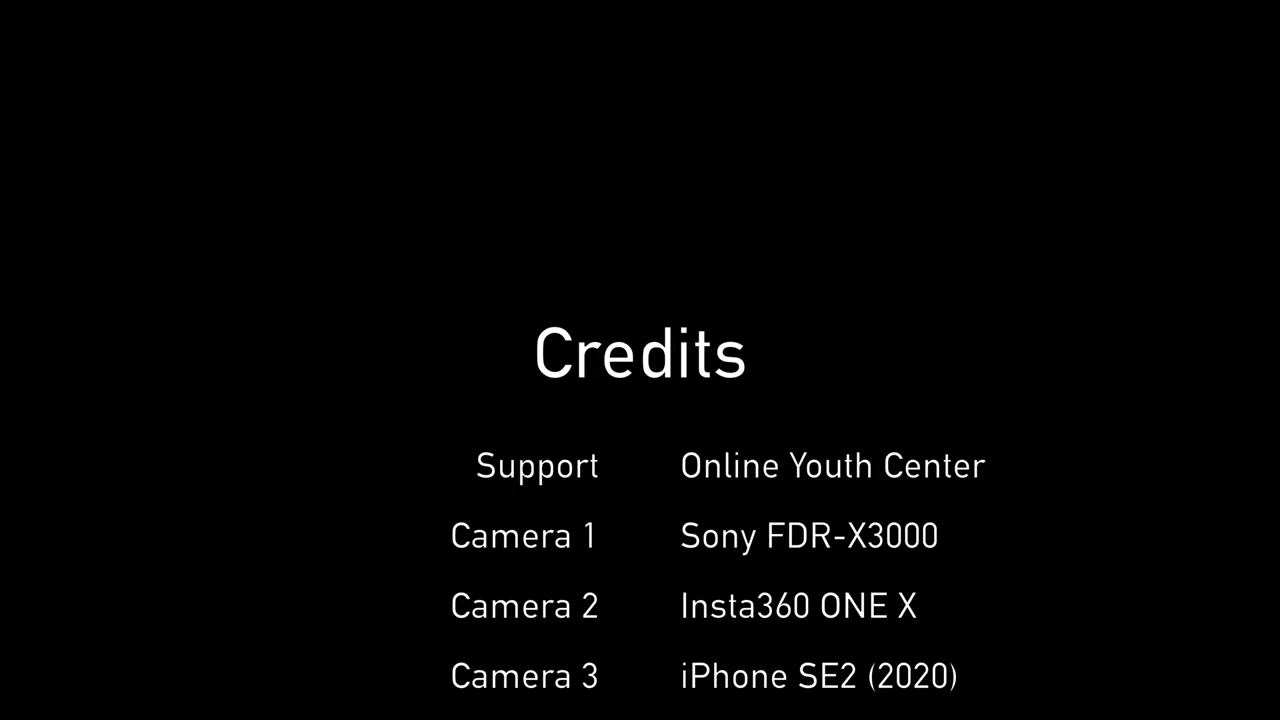 Credits
Support Online Youth Center
Camera 1 Sony FDR-X3000
Camera 2 Insta360 ONE X
Camera 3 iPhone SE2 (2020)